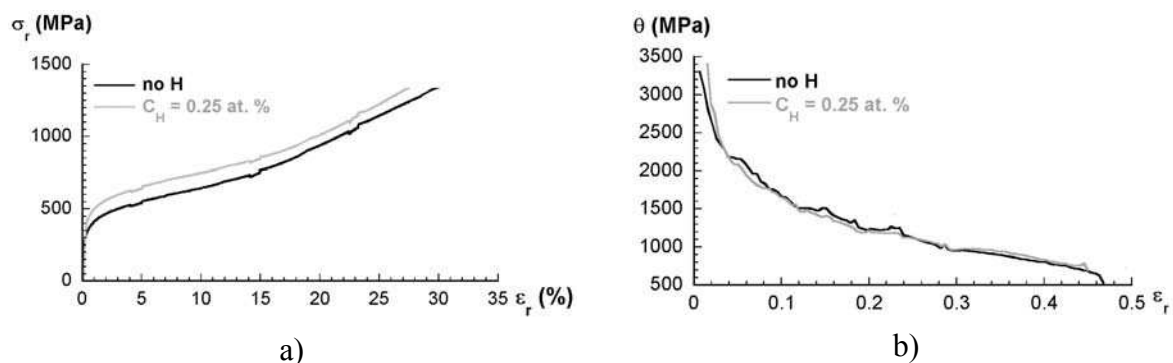 σr (MPa)
1500
1000
500
0
no H
CH = 0.25 at. %
0 5 10 15 20 25 30 35
εr (%)
a)
θ (MPa)
3500
3000
2500
2000
1500
1000
500
no H
CH = 0.25 at. %
0 0.1 0.2 0.3 0.4 0.5
εr
b)